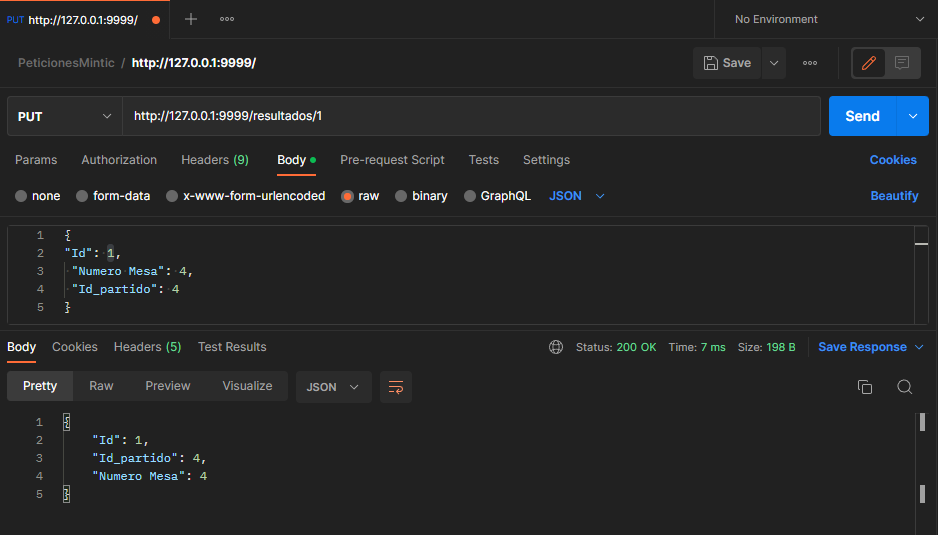 PUT http://127.0.0.1:9999/
No Environment
PeticionesMintic / http://127.0.0.1:9999/
Save
PUT http://127.0.0.1:9999/resultados/1 Send
Params Authorization Headers (9) Body Pre-request Script Tests Settings Cookies
none form-data x-www-form-urlencoded raw binary GraphQL JSON Beautify
1 {
2 "Id": 1,
3 "Numero Mesa": 4,
4 "Id_partido": 4
5 }
Body Cookies Headers (5) Test Results Status: 200 OK Time: 7 ms Size: 198 B Save Response
Pretty Raw Preview Visualize JSON
1 {
2 "Id": 1,
3 "Id_partido": 4,
4 "Numero Mesa": 4
5 }